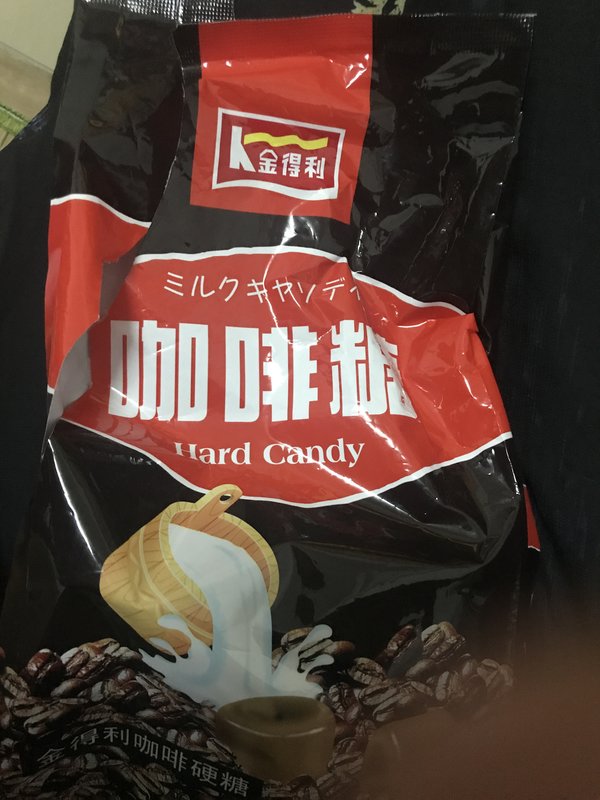 K金得利
ミルクキャンディ
咖啡糖
Hard Candy
金得利咖啡硬糖